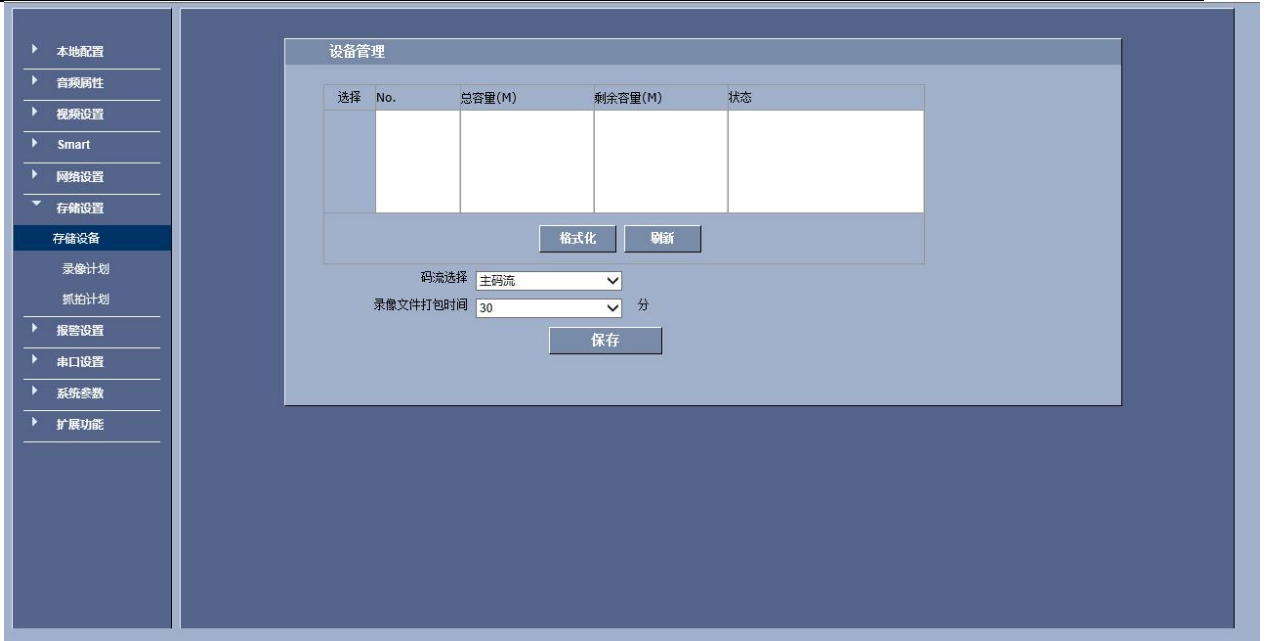 本地配置
音频属性
视频设置
Smart
网络设置
存储设置
存储设备
录像计划
抓拍计划
报警设置
串口设置
系统参数
扩展功能
设备管理
选择 No. 总容量(M) 剩余容量(M) 状态
格式化 刷新
码流选择 主码流
录像文件打包时间 30 分
保存